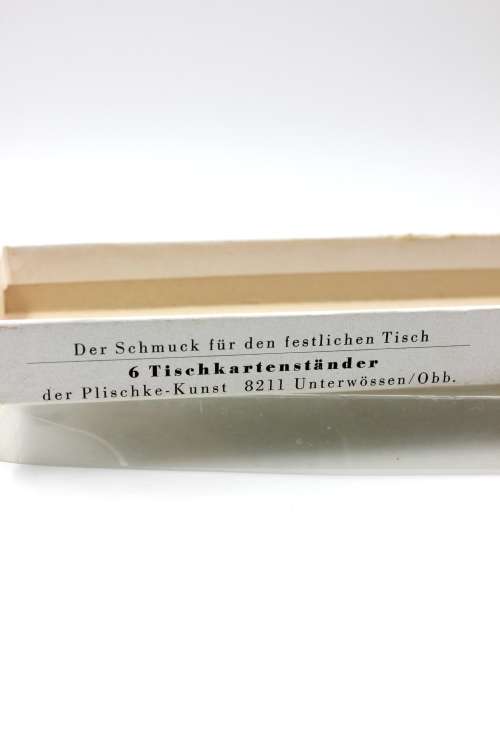 Der Schmuck für den festlichen Tisch
6 Tischkartenständer
der Plischke-Kunst 8211 Unterwössen/Obb.